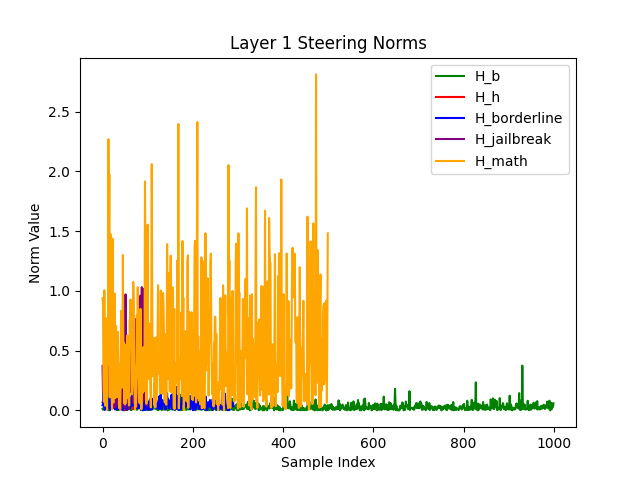 Layer 1 Steering Norms
H_b
H_h
H_borderline
H_jailbreak
H_math
Norm Value
2.5
2.0
1.5
1.0
0.5
0.0
0 200 400 600 800 1000
Sample Index